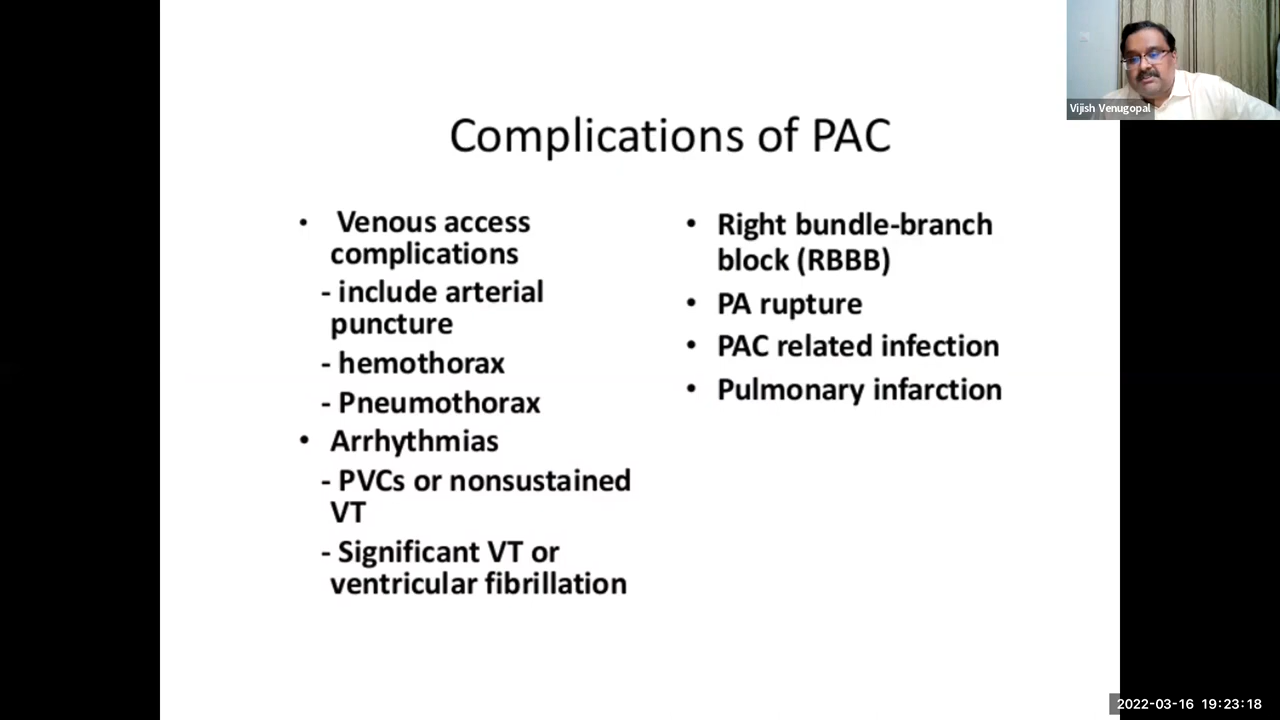 Vijish Venugopal
Complications of PAC
• Venous access
complications
- include arterial
puncture
- hemothorax
- Pneumothorax
• Arrhythmias
- PVCs or nonsustained
VT
- Significant VT or
ventricular fibrillation
• Right bundle-branch
block (RBBB)
• PA rupture
• PAC related infection
• Pulmonary infarction
2022-03-16 19:23:18